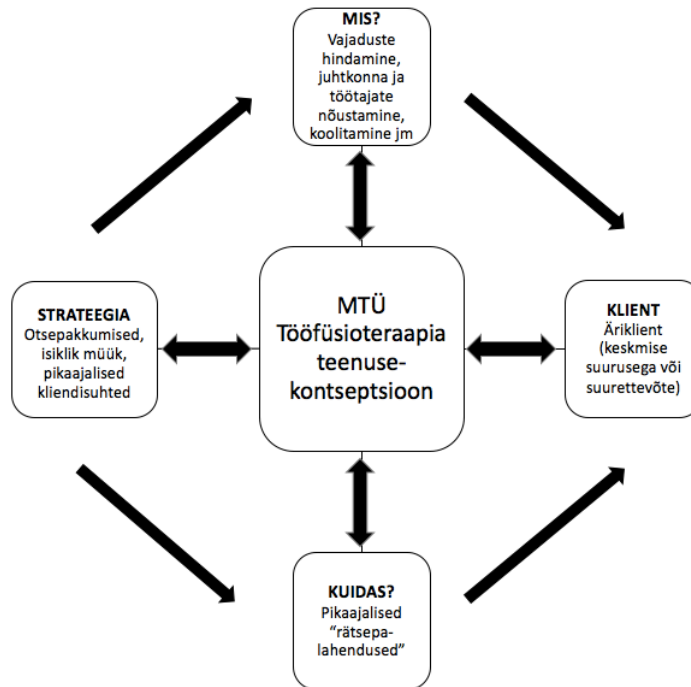 MIS?
Vajaduste
hindamine,
juhtkonna ja
töötajate
nõustamine,
koolitamine jm
STRATEEGIA
Otsepakkumised,
isiklik müük,
pikaajalised
kliendisuhted
MTÜ
Tööfüsioteraapia
teenuse-
kontseptsioon
KLIENT
Äriklient
(keskmise
suurusega või
suurettevõte)
KUIDAS?
Pikaajalised
“rätsepa-
lahendused”